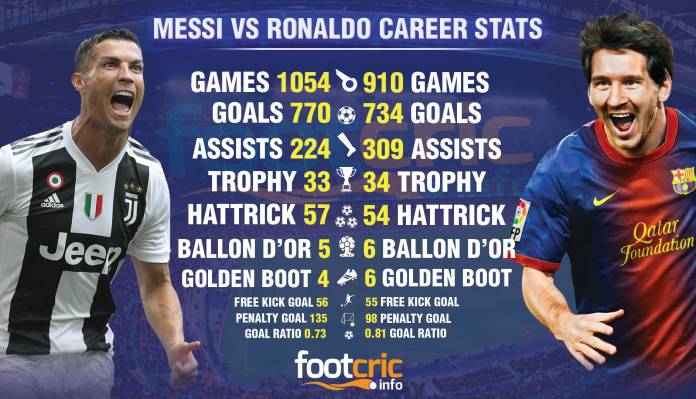 MESSI VS RONALDO CAREER STATS
GAMES 1054 910 GAMES
GOALS 770 734 GOALS
ASSISTS 224 309 ASSISTS
TROPHY 33 34 TROPHY
HATTRICK 57 54 HATTRICK
BALLON D'OR 5 6 BALLON D'OR
GOLDEN BOOT 4 6 GOLDEN BOOT
FREE KICK GOAL 56 55 FREE KICK GOAL
PENALTY GOAL 135 98 PENALTY GOAL
GOAL RATIO 0.73 0.81 GOAL RATIO
footcric
.info
adidas
Jeep
Qatar
Foundation
footcric